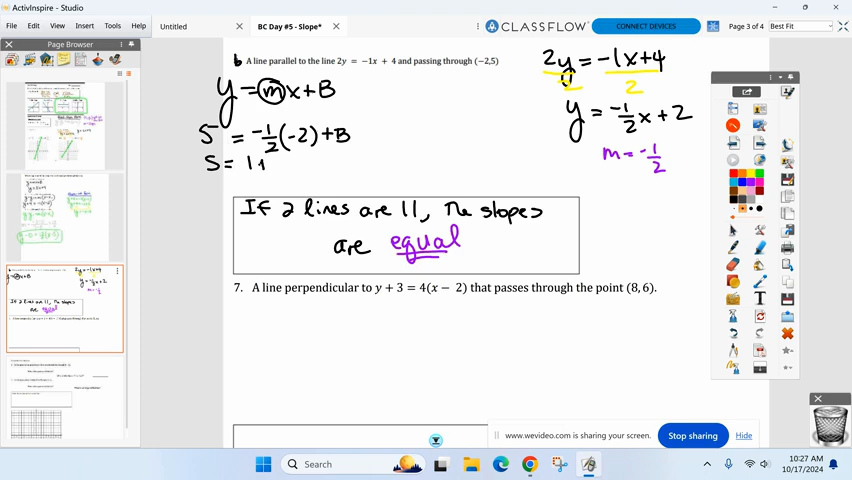 ActivInspire - Studio
File Edit View Insert Tools Help
Untitled
BC Day #5 - Slope*
CLASSFLOW
CONNECT DEVICES
Page 3 of 4
Best Fit
Page Browser
b A line parallel to the line 2y = −1x + 4 and passing through (−2,5)
2y = -1x+4
2 2
y = mx+B
y = -1/2 x + 2
5 = -1/2(-2)+B
m = -1/2
5 = 1+
If 2 lines are ||, the slopes
are equal
7. A line perpendicular to y + 3 = 4(x − 2) that passes through the point (8, 6).
www.wevideo.com is sharing your screen.
Stop sharing
Hide
Search
10:27 AM
10/17/2024